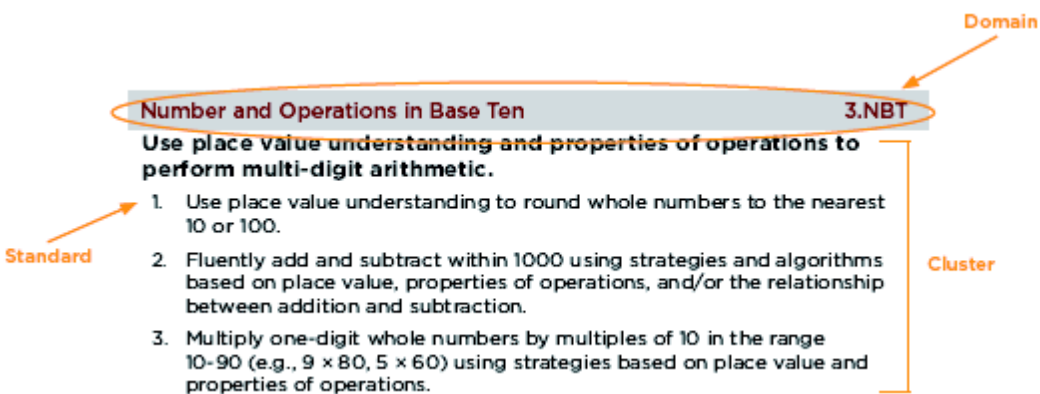 Domain
Number and Operations in Base Ten 3.NBT
Use place value understanding and properties of operations to
perform multi-digit arithmetic.
1. Use place value understanding to round whole numbers to the nearest
10 or 100.
Standard
2. Fluently add and subtract within 1000 using strategies and algorithms
based on place value, properties of operations, and/or the relationship
between addition and subtraction.
Cluster
3. Multiply one-digit whole numbers by multiples of 10 in the range
10-90 (e.g., 9 × 80, 5 × 60) using strategies based on place value and
properties of operations.